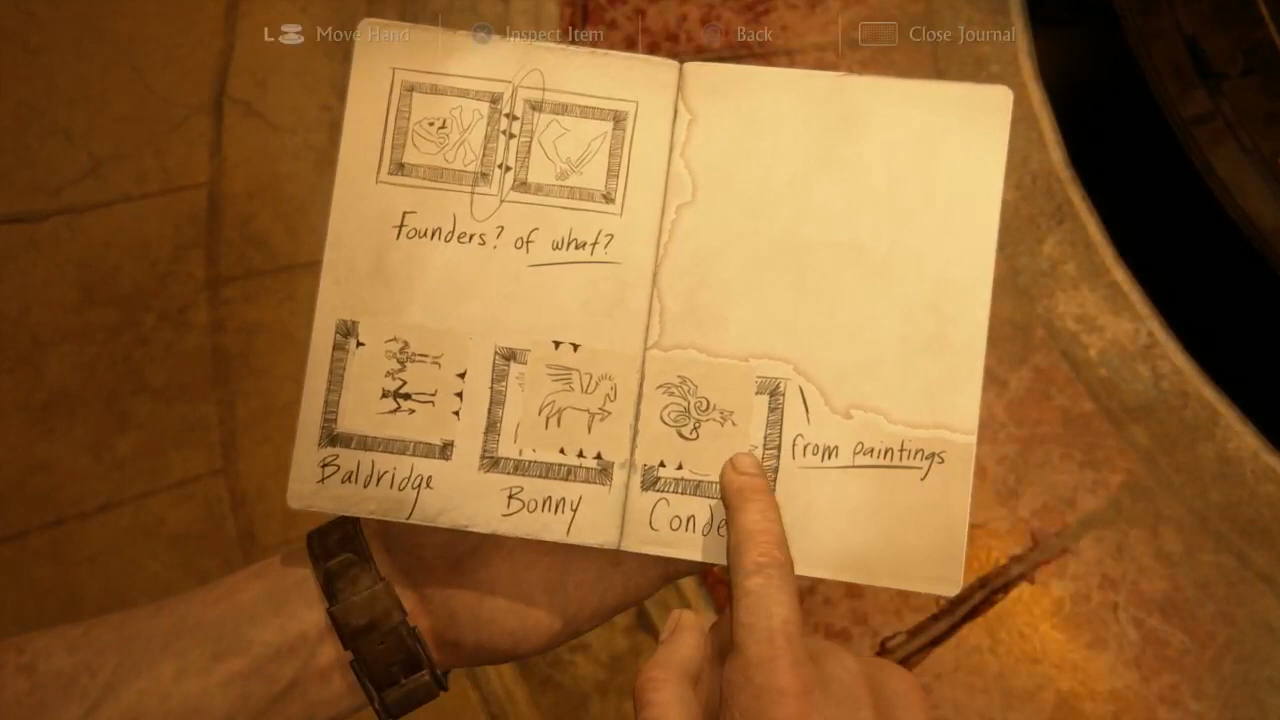 L Move Hand
Inspect Item
Back
Close Journal
Founders? of what?
Baldridge
Bonny
Conde
from paintings